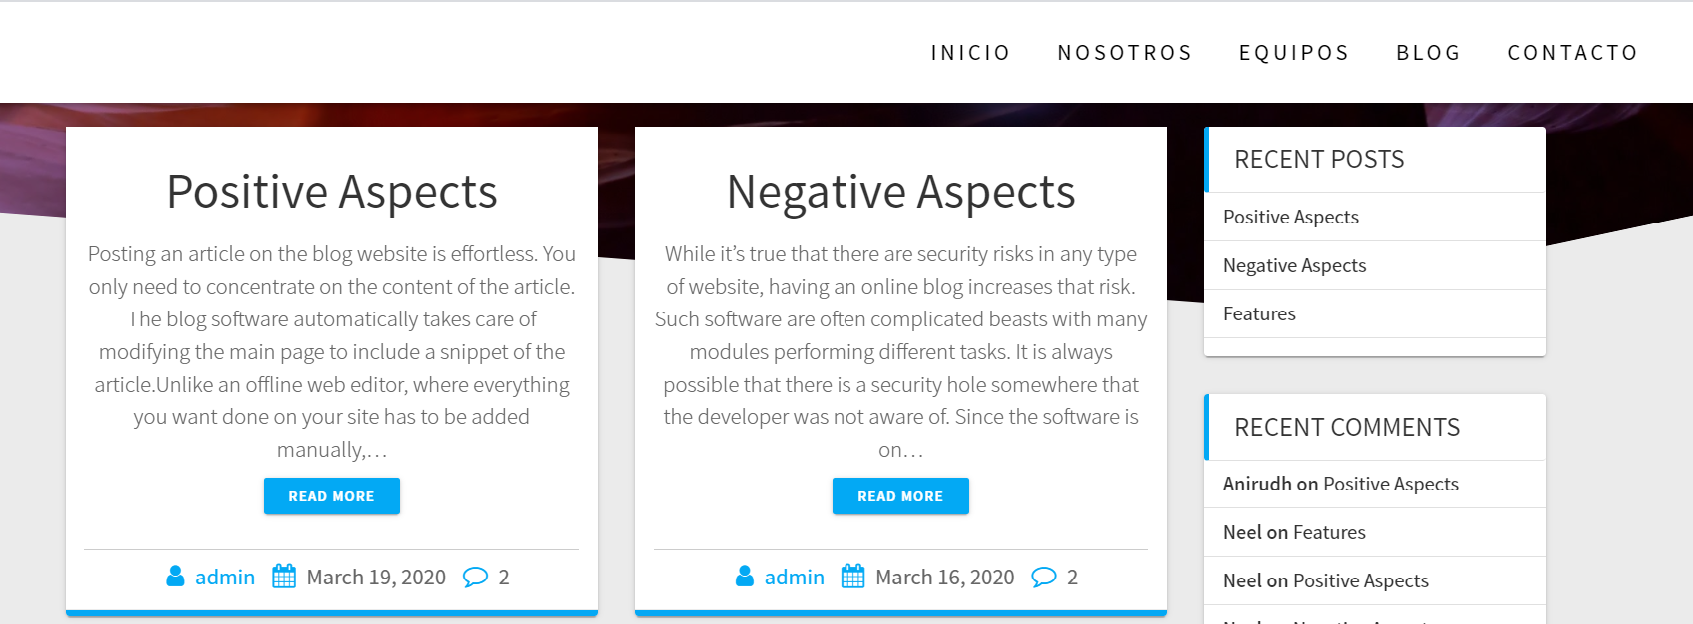 INICIO NOSOTROS EQUIPOS BLOG CONTACTO
Positive Aspects
Posting an article on the blog website is effortless. You
only need to concentrate on the content of the article.
The blog software automatically takes care of
modifying the main page to include a snippet of the
article.Unlike an offline web editor, where everything
you want done on your site has to be added
manually,…
READ MORE
admin March 19, 2020 2
Negative Aspects
While it’s true that there are security risks in any type
of website, having an online blog increases that risk.
Such software are often complicated beasts with many
modules performing different tasks. It is always
possible that there is a security hole somewhere that
the developer was not aware of. Since the software is
on…
READ MORE
admin March 16, 2020 2
RECENT POSTS
Positive Aspects
Negative Aspects
Features
RECENT COMMENTS
Anirudh on Positive Aspects
Neel on Features
Neel on Positive Aspects